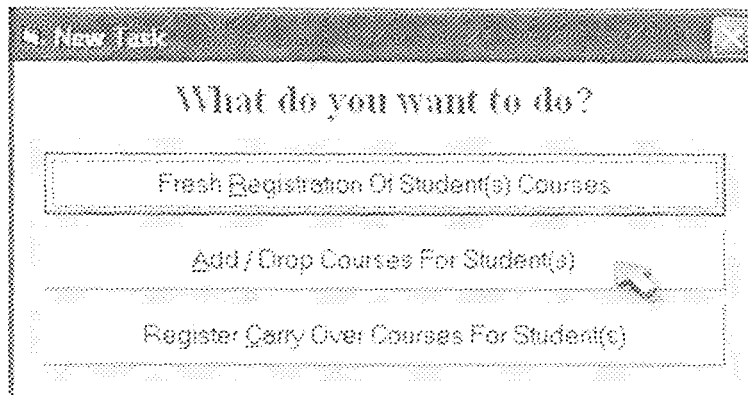 New Task
What do you want to do?
Fresh Registration Of Student(s) Courses
Add / Drop Courses For Student(s)
Register Carry Over Courses For Student(s)